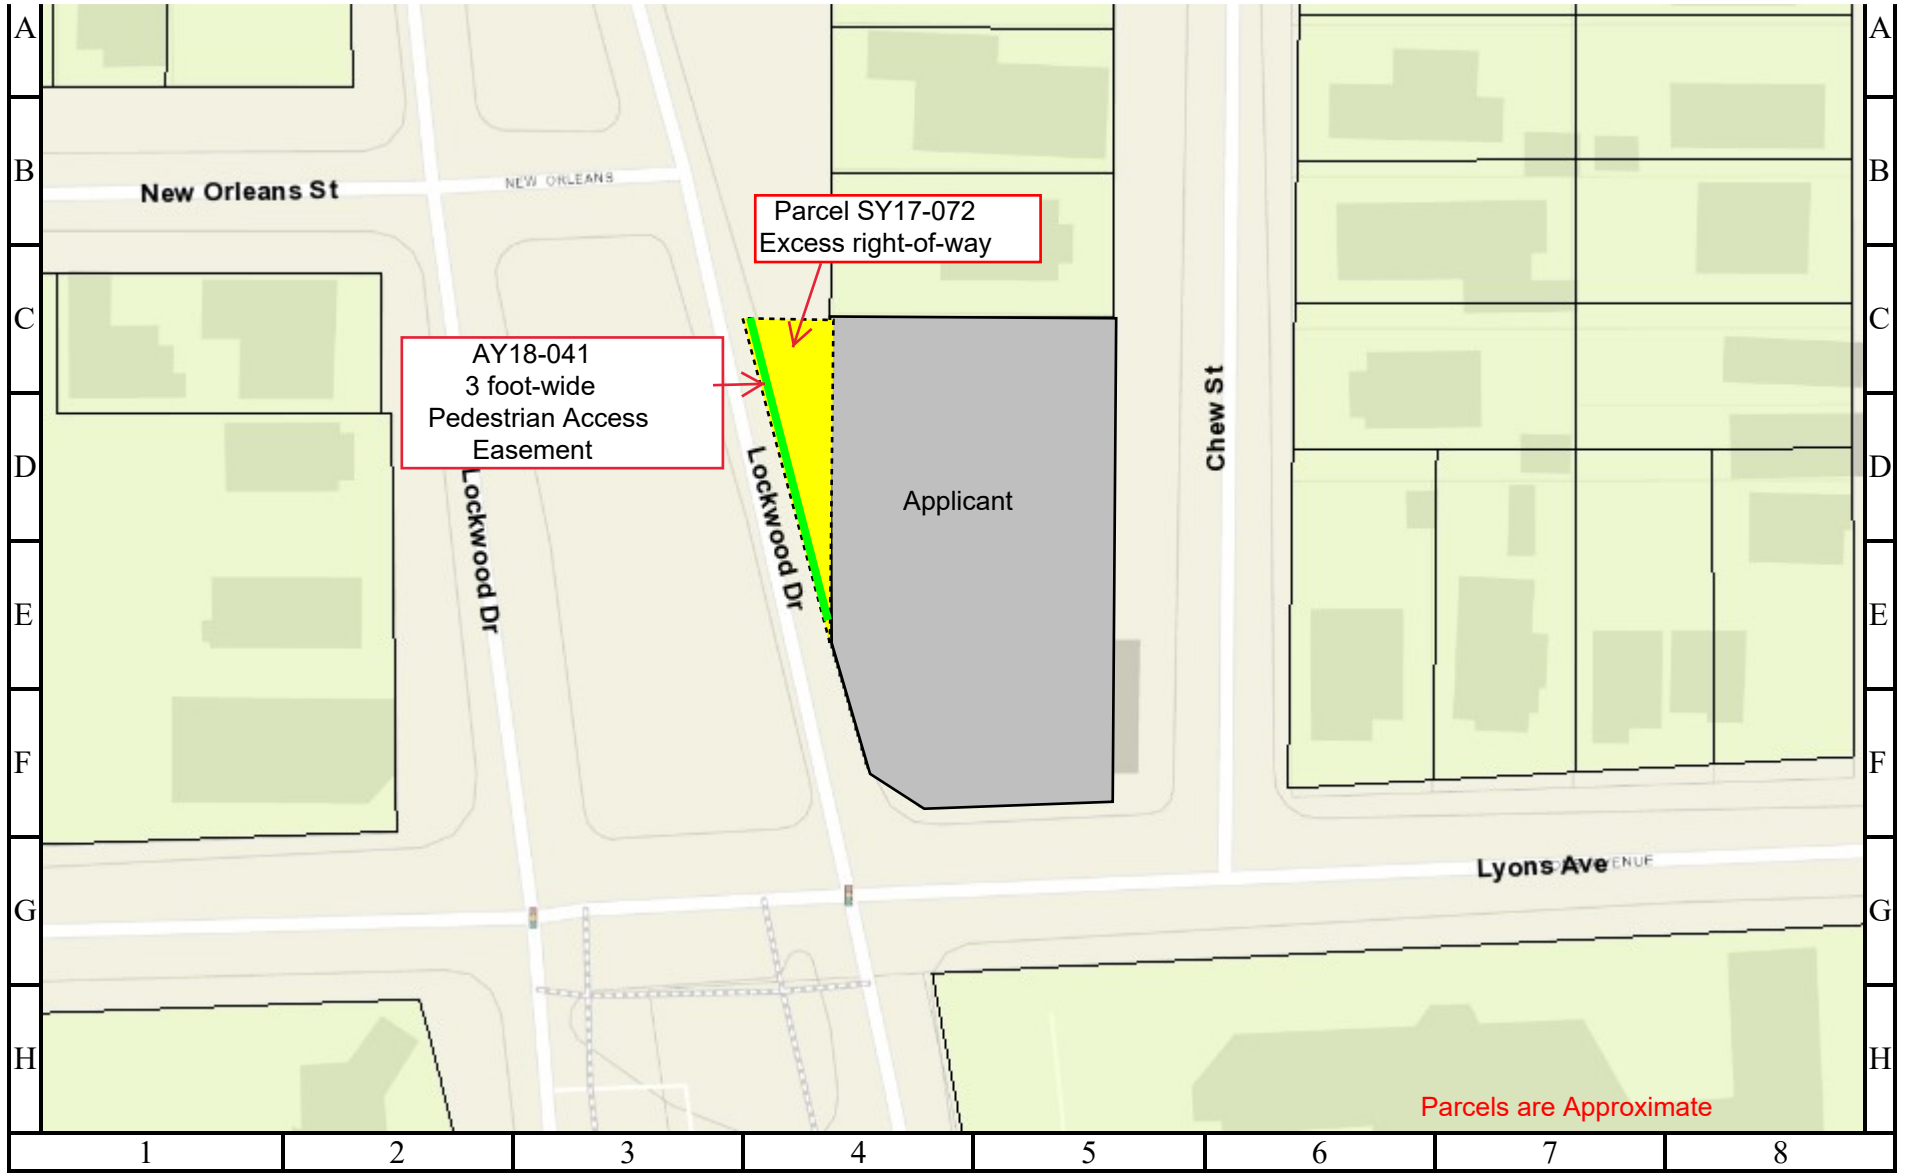 A
A
B
B
New Orleans St
NEW ORLEANS
Parcel SY17-072
Excess right-of-way
C
C
AY18-041
3 foot-wide
Pedestrian Access
Easement
D
D
Lockwood Dr
Lockwood Dr
Applicant
Chew St
E
E
F
F
Lyons Ave
G
G
H
H
Parcels are Approximate
1
2
3
4
5
6
7
8